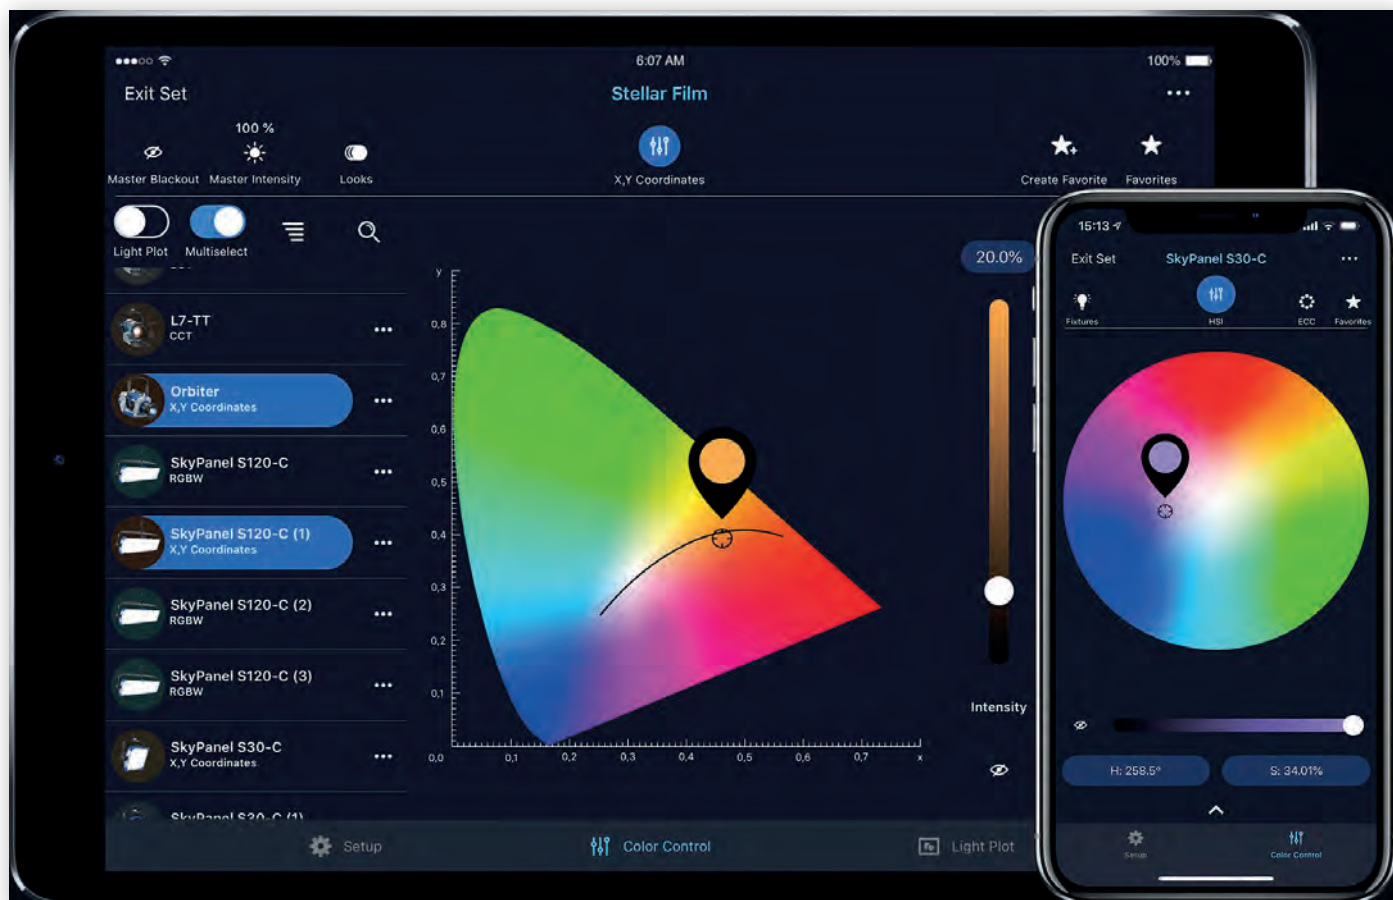 6:07 AM
100%
Exit Set
Stellar Film
100 %
Master Blackout
Master Intensity
Looks
X,Y Coordinates
Create Favorite
Favorites
Light Plot
Multiselect
L7-TT
CCT
Orbiter
X,Y Coordinates
SkyPanel S120-C
RGBW
SkyPanel S120-C (1)
X,Y Coordinates
SkyPanel S120-C (2)
RGBW
SkyPanel S120-C (3)
RGBW
SkyPanel S30-C
X,Y Coordinates
SkyPanel S30-C (1)
y
0,8
0,7
0,6
0,5
0,4
0,3
0,2
0,1
0,0
0,1
0,2
0,3
0,4
0,5
0,6
0,7
x
20.0%
Intensity
Setup
Color Control
Light Plot
15:13
Exit Set
SkyPanel S30-C
Fixtures
HSI
ECC
Favorites
H: 258.5°
S: 34.01%
Setup
Color Control